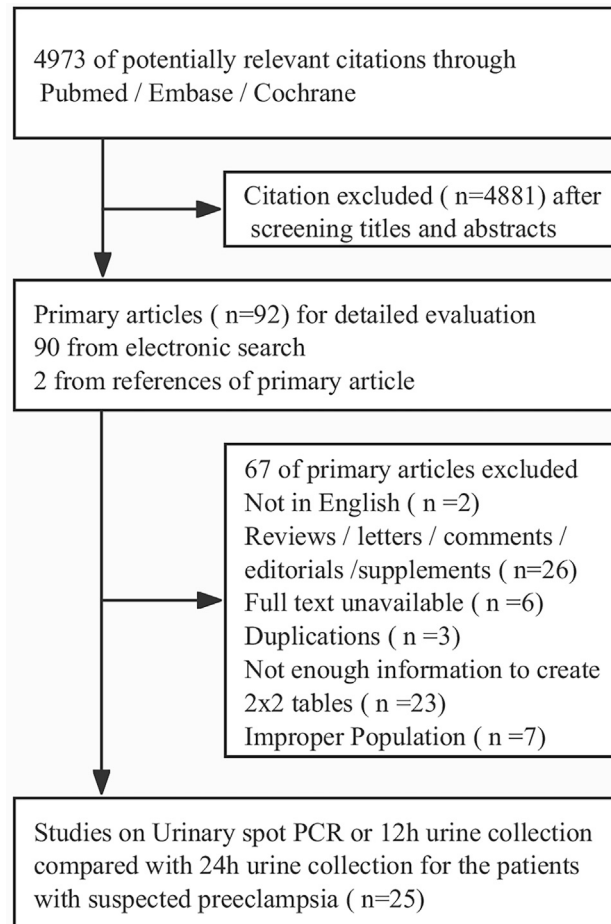 4973 of potentially relevant citations through
Pubmed / Embase / Cochrane
Citation excluded ( n=4881) after
screening titles and abstracts
Primary articles ( n=92) for detailed evaluation
90 from electronic search
2 from references of primary article
67 of primary articles excluded
Not in English ( n =2)
Reviews / letters / comments /
editorials /supplements ( n=26)
Full text unavailable ( n =6)
Duplications ( n =3)
Not enough information to create
2x2 tables ( n =23)
Improper Population ( n =7)
Studies on Urinary spot PCR or 12h urine collection
compared with 24h urine collection for the patients
with suspected preeclampsia ( n=25)